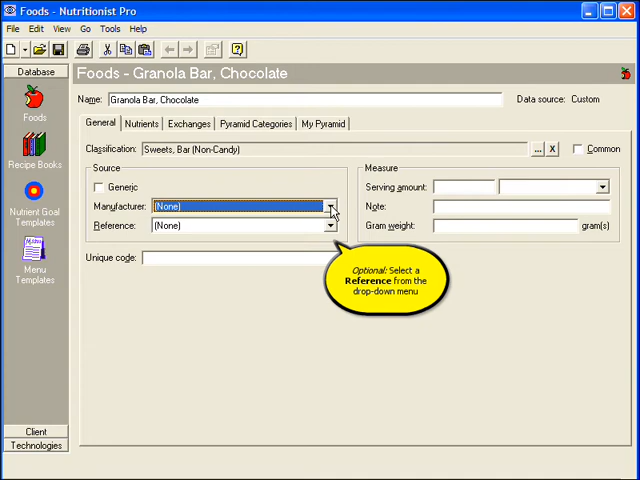 Foods - Nutritionist Pro
File Edit View Go Tools Help
Database
Foods
Recipe Books
Nutrient Goal
Templates
Menu
Templates
Client
Technologies
Foods - Granola Bar, Chocolate
Name: Granola Bar, Chocolate Data source: Custom
General Nutrients Exchanges Pyramid Categories My Pyramid
Classification: Sweets, Bar (Non-Candy) ... X Common
Source
Generic
Manufacturer: (None)
Reference: (None)
Unique code:
Measure
Serving amount:
Note:
Gram weight: gram(s)
Optional: Select a
Reference from the
drop-down menu